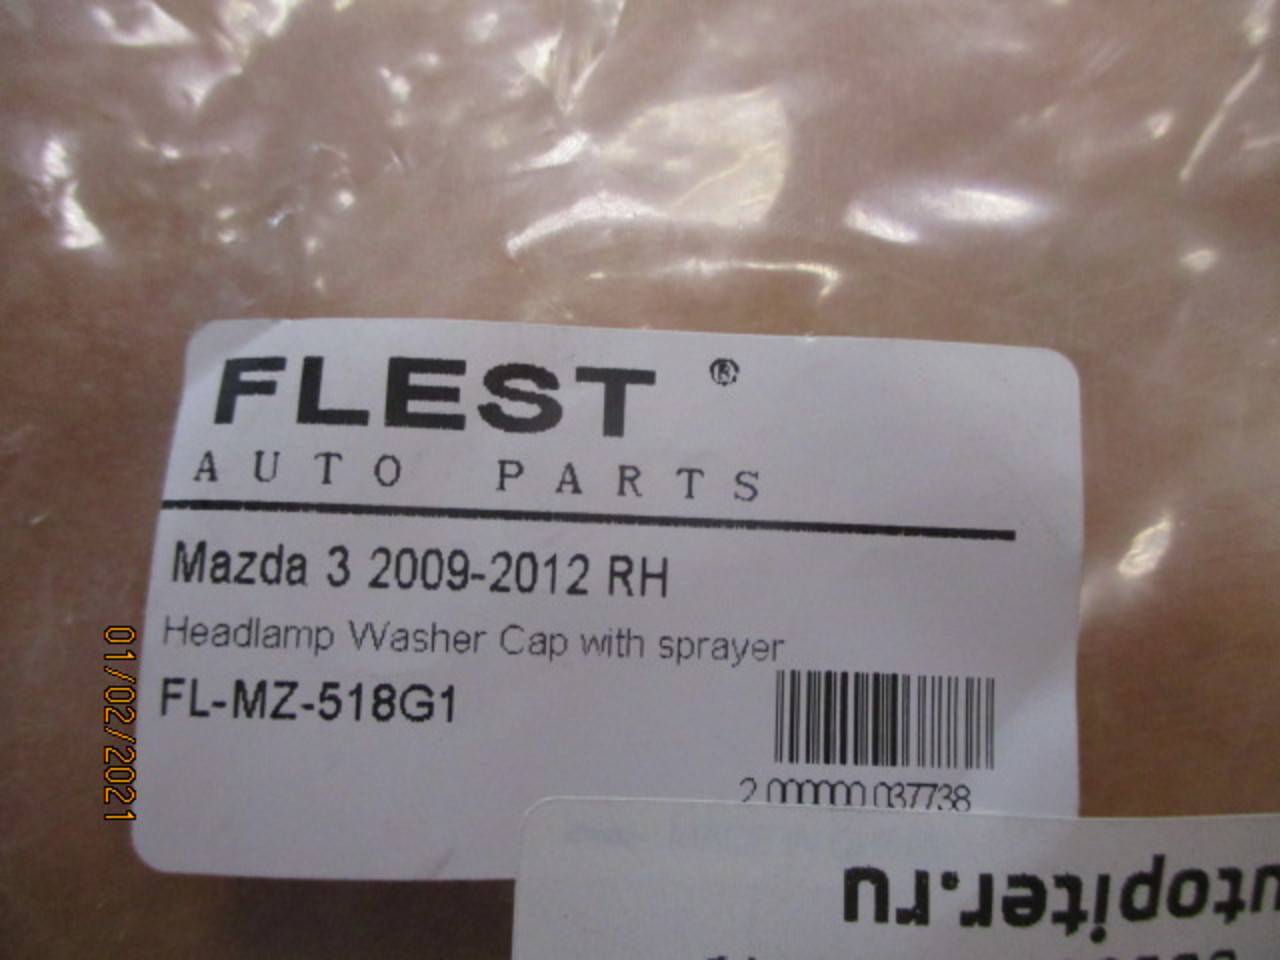 FLEST ®
AUTO PARTS
Mazda 3 2009-2012 RH
Headlamp Washer Cap with sprayer
FL-MZ-518G1
2 000000 037738
01/02/2021
utopiter.ru